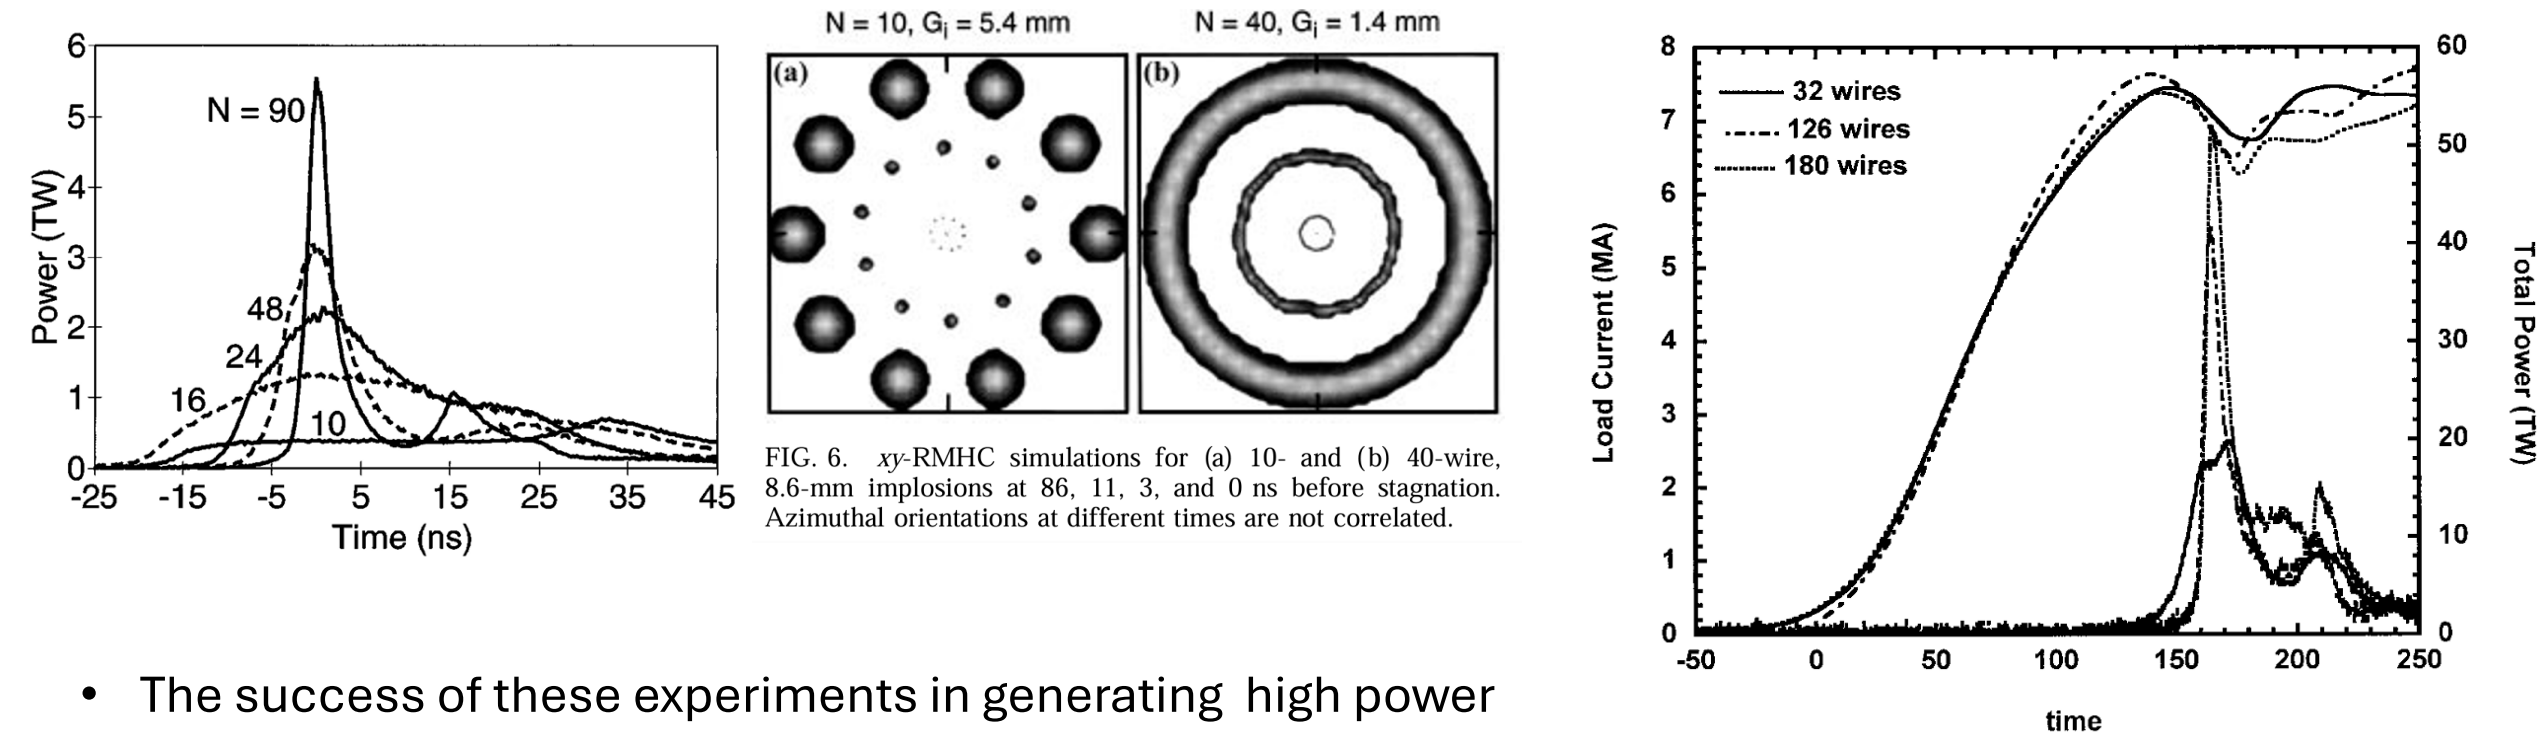 6
5
4
3
2
1
0
Power (TW)
N = 90
48
24
16
10
-25 -15 -5 5 15 25 35 45
Time (ns)
N = 10, Gi = 5.4 mm
N = 40, Gi = 1.4 mm
(a)
(b)
FIG. 6. xy-RMHC simulations for (a) 10- and (b) 40-wire,
8.6-mm implosions at 86, 11, 3, and 0 ns before stagnation.
Azimuthal orientations at different times are not correlated.
8
7
6
5
4
3
2
1
0
Load Current (MA)
32 wires
126 wires
180 wires
60
50
40
30
20
10
0
Total Power (TW)
-50 0 50 100 150 200 250
time
• The success of these experiments in generating high power